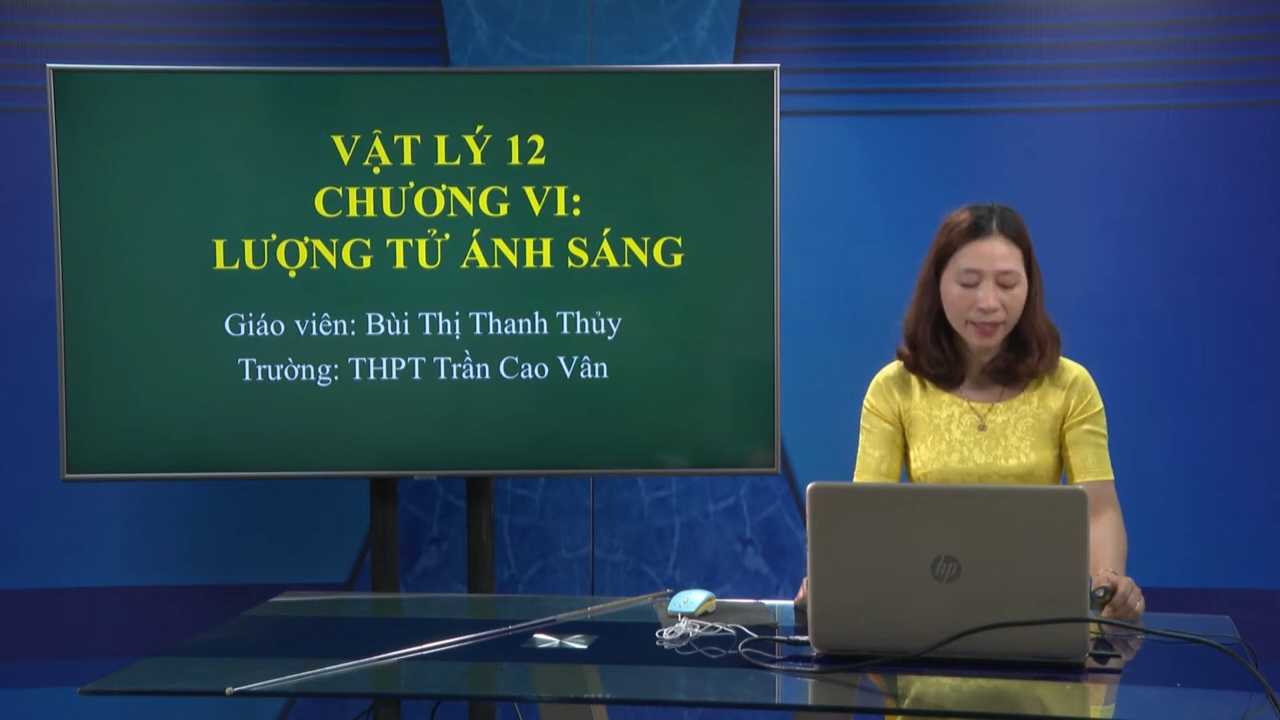 VẬT LÝ 12
CHƯƠNG VI:
LƯỢNG TỬ ÁNH SÁNG
Giáo viên: Bùi Thị Thanh Thủy
Trường: THPT Trần Cao Vân
hp